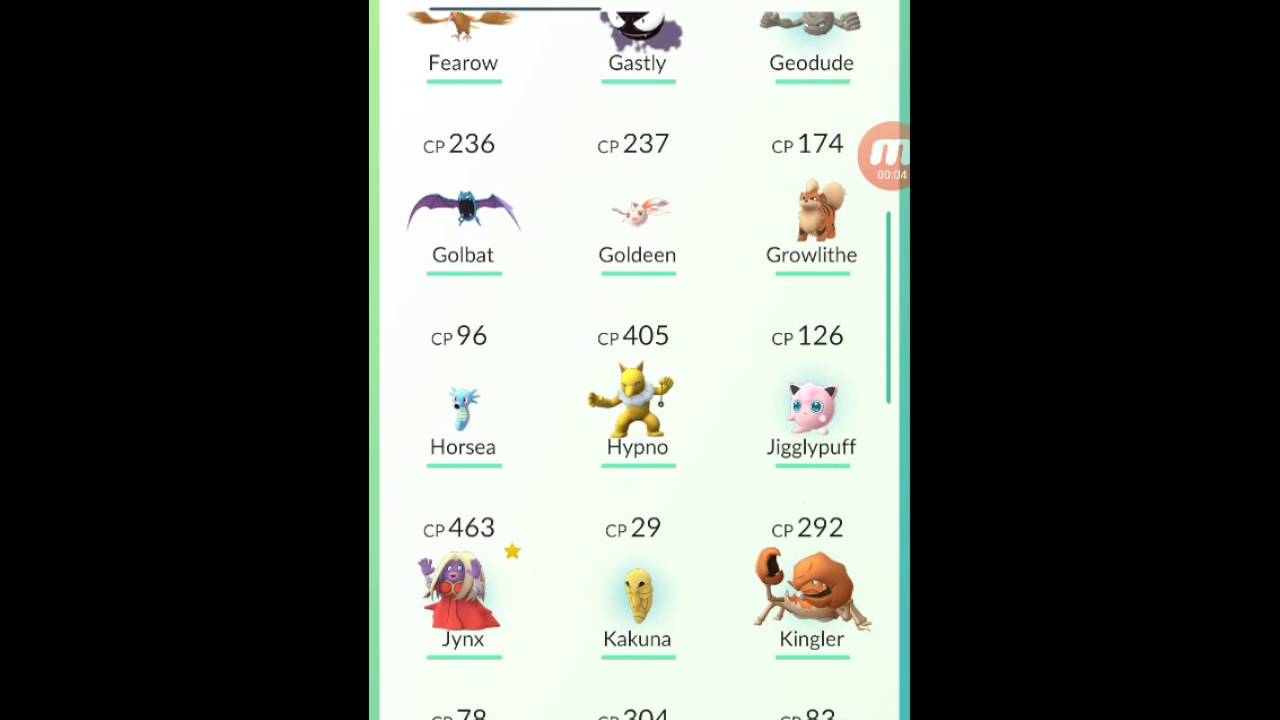 Fearow Gastly Geodude
CP 236 CP 237 CP 174
m
00:04
Golbat Goldeen Growlithe
CP 96 CP 405 CP 126
Horsea Hypno Jigglypuff
CP 463 CP 29 CP 292
Jynx Kakuna Kingler
CP 78 CP 304 CP 83